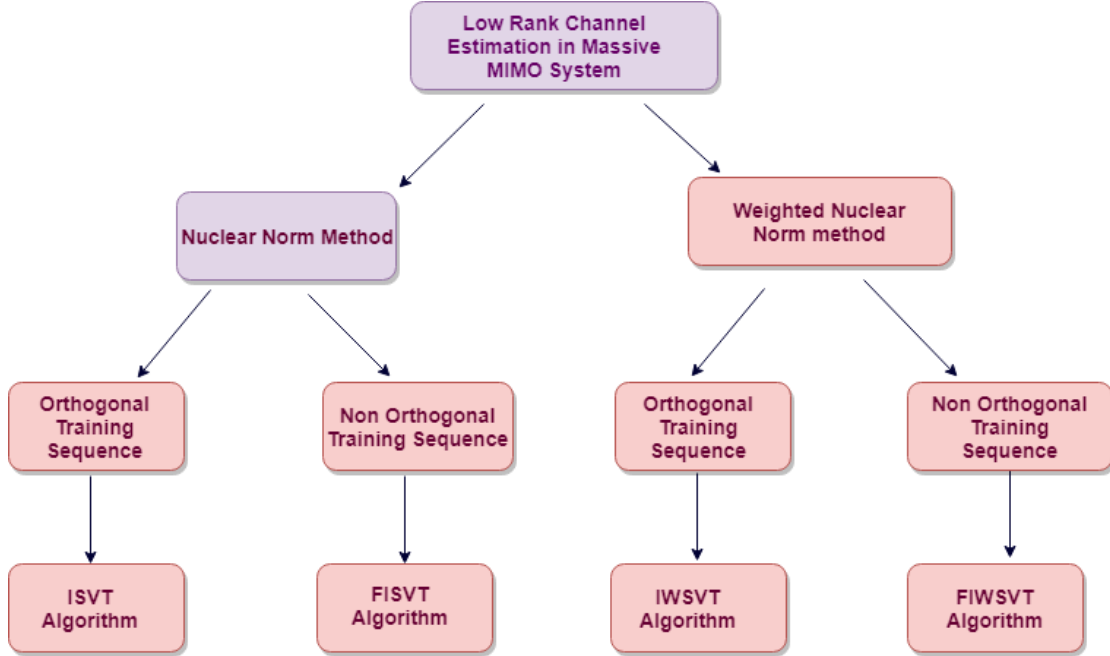 Low Rank Channel
Estimation in Massive
MIMO System
Nuclear Norm Method
Weighted Nuclear
Norm method
Orthogonal
Training
Sequence
Non Orthogonal
Training Sequence
Orthogonal
Training
Sequence
Non Orthogonal
Training
Sequence
ISVT
Algorithm
FISVT
Algorithm
IWSVT
Algorithm
FIWSVT
Algorithm